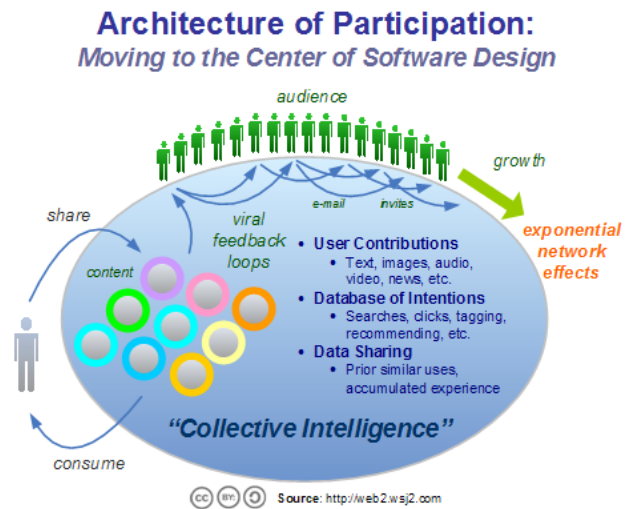 Architecture of Participation:
Moving to the Center of Software Design
audience
growth
share
e-mail
invites
viral
feedback
loops
exponential
network
effects
content
• User Contributions
• Text, images, audio,
video, news, etc.
• Database of Intentions
• Searches, clicks, tagging,
recommending, etc.
• Data Sharing
• Prior similar uses,
accumulated experience
“Collective Intelligence”
consume
cc BY: Source: http://web2.wsj2.com